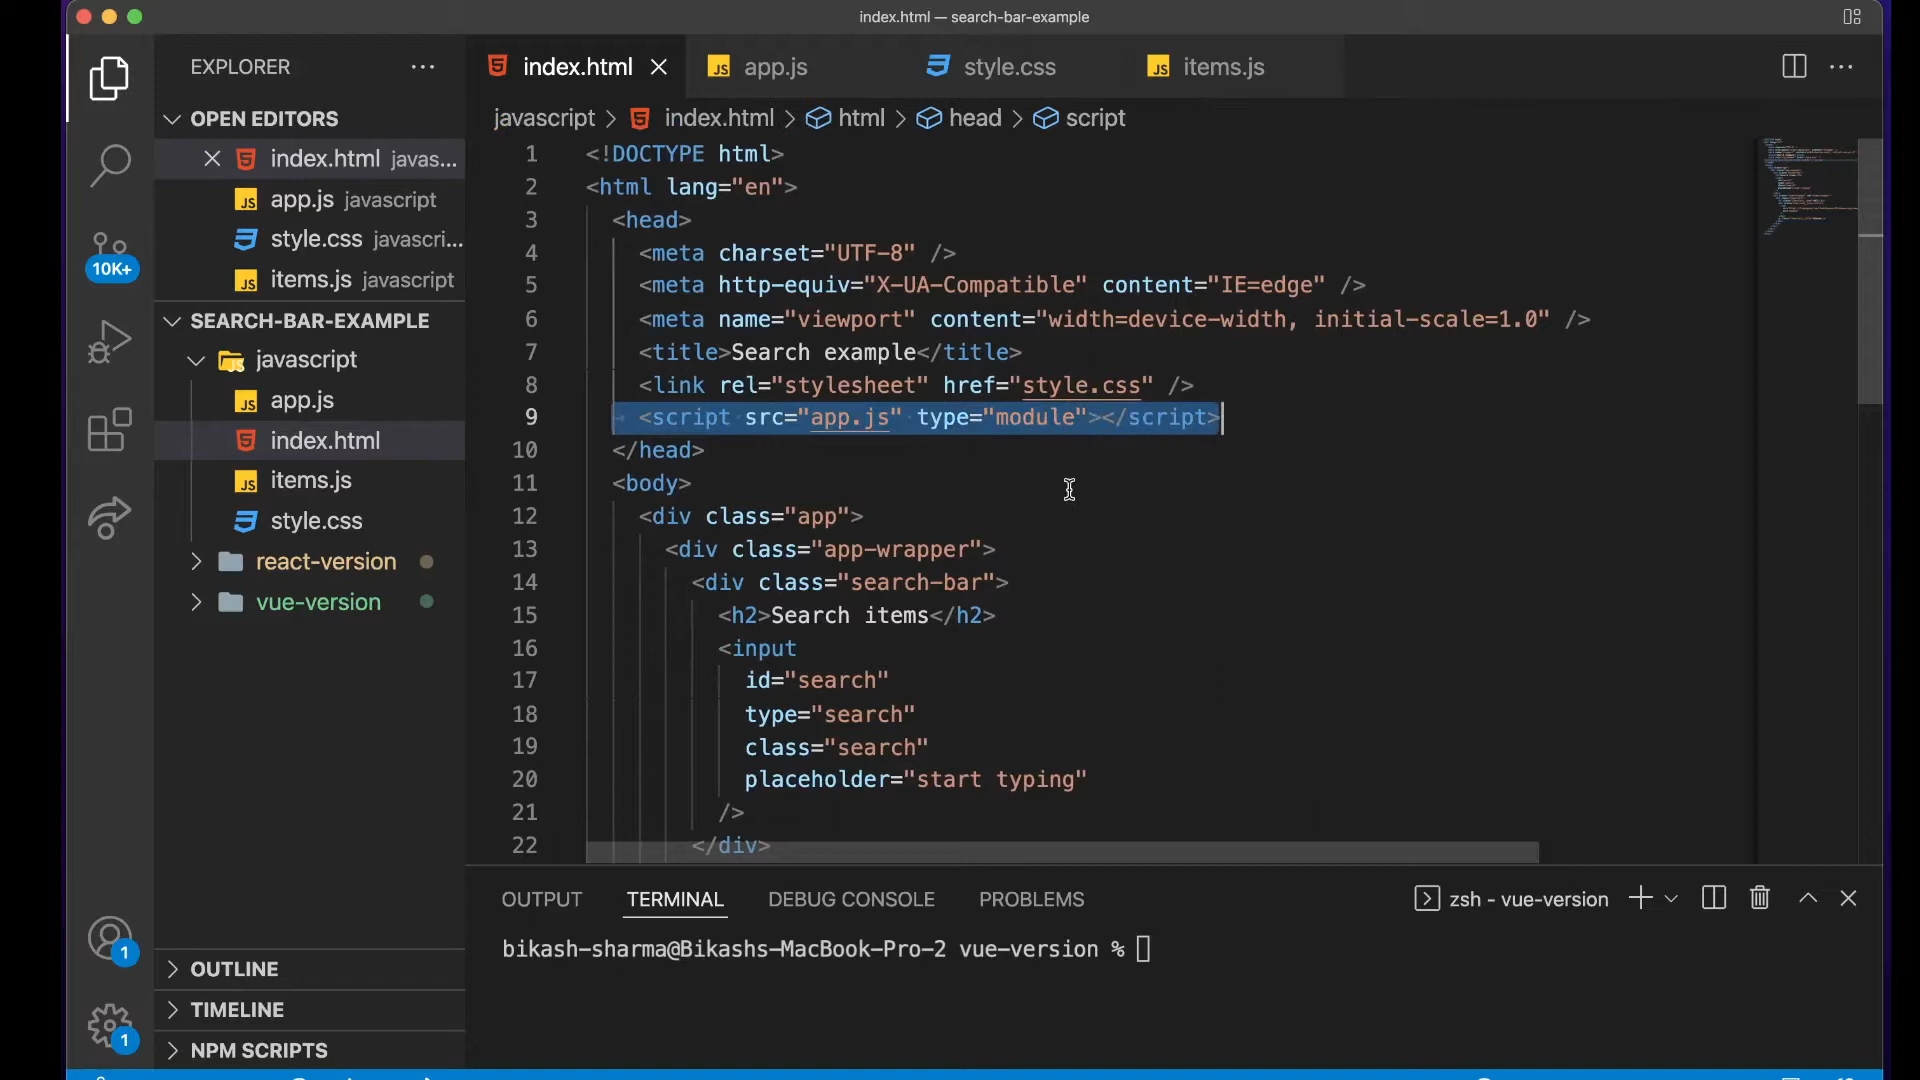 index.html — search-bar-example
EXPLORER
index.html
app.js
style.css
items.js
OPEN EDITORS
index.html javas...
app.js javascript
style.css javascri...
items.js javascript
SEARCH-BAR-EXAMPLE
javascript
app.js
index.html
items.js
style.css
react-version
vue-version
OUTLINE
TIMELINE
NPM SCRIPTS
10K+
1
1
javascript > index.html > html > head > script
1 <!DOCTYPE html>
2 <html lang="en">
3 <head>
4 <meta charset="UTF-8" />
5 <meta http-equiv="X-UA-Compatible" content="IE=edge" />
6 <meta name="viewport" content="width=device-width, initial-scale=1.0" />
7 <title>Search example</title>
8 <link rel="stylesheet" href="style.css" />
9 <script src="app.js" type="module"></script>
10 </head>
11 <body>
12 <div class="app">
13 <div class="app-wrapper">
14 <div class="search-bar">
15 <h2>Search items</h2>
16 <input
17 id="search"
18 type="search"
19 class="search"
20 placeholder="start typing"
21 />
22 </div>
OUTPUT TERMINAL DEBUG CONSOLE PROBLEMS
zsh - vue-version
bikash-sharma@Bikashs-MacBook-Pro-2 vue-version %